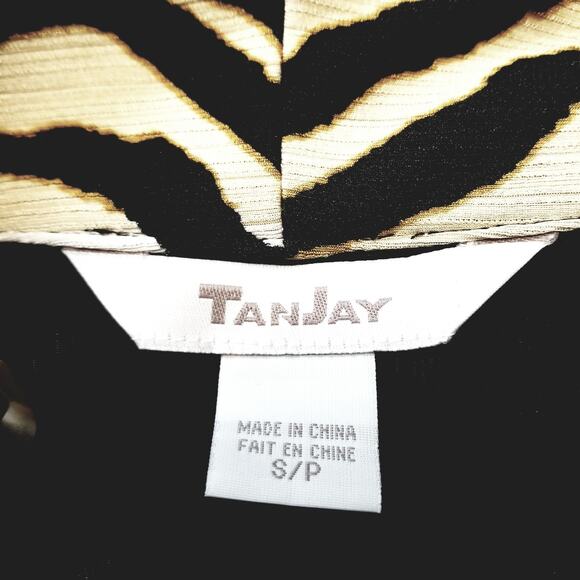 TANJAY
MADE IN CHINA
FAIT EN CHINE
S/P